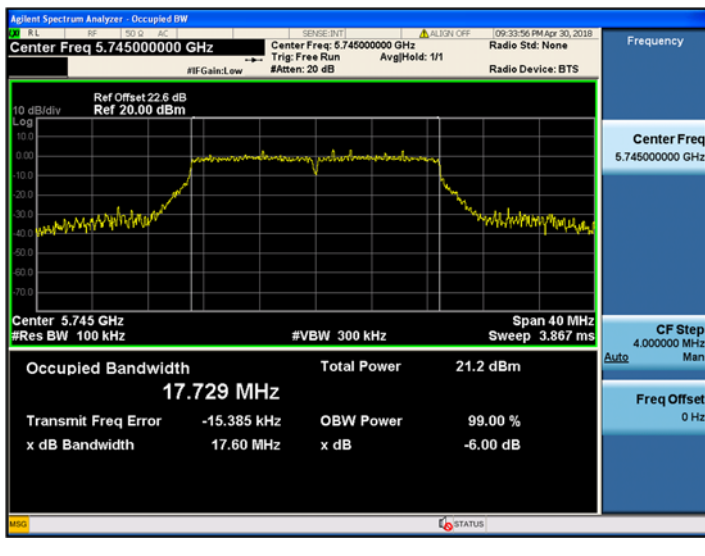 Agilent Spectrum Analyzer - Occupied BW
RL RF 50 Ω AC SENSE:INT ALIGN OFF 09:33:56 PM Apr 30, 2018
Center Freq 5.745000000 GHz
Center Freq: 5.745000000 GHz
Radio Std: None
Trig: Free Run Avg|Hold: 1/1
#IFGain:Low #Atten: 20 dB Radio Device: BTS
Ref Offset 22.6 dB
10 dB/div Ref 20.00 dBm
Log
10.0
0.00
-10.0
-20.0
-30.0
-40.0
-50.0
-60.0
-70.0
Center 5.745 GHz Span 40 MHz
#Res BW 100 kHz #VBW 300 kHz Sweep 3.867 ms
Occupied Bandwidth Total Power 21.2 dBm
17.729 MHz
Transmit Freq Error -15.385 kHz OBW Power 99.00 %
x dB Bandwidth 17.60 MHz x dB -6.00 dB
MSG STATUS
Frequency
Center Freq
5.745000000 GHz
CF Step
4.000000 MHz
Auto Man
Freq Offset
0 Hz